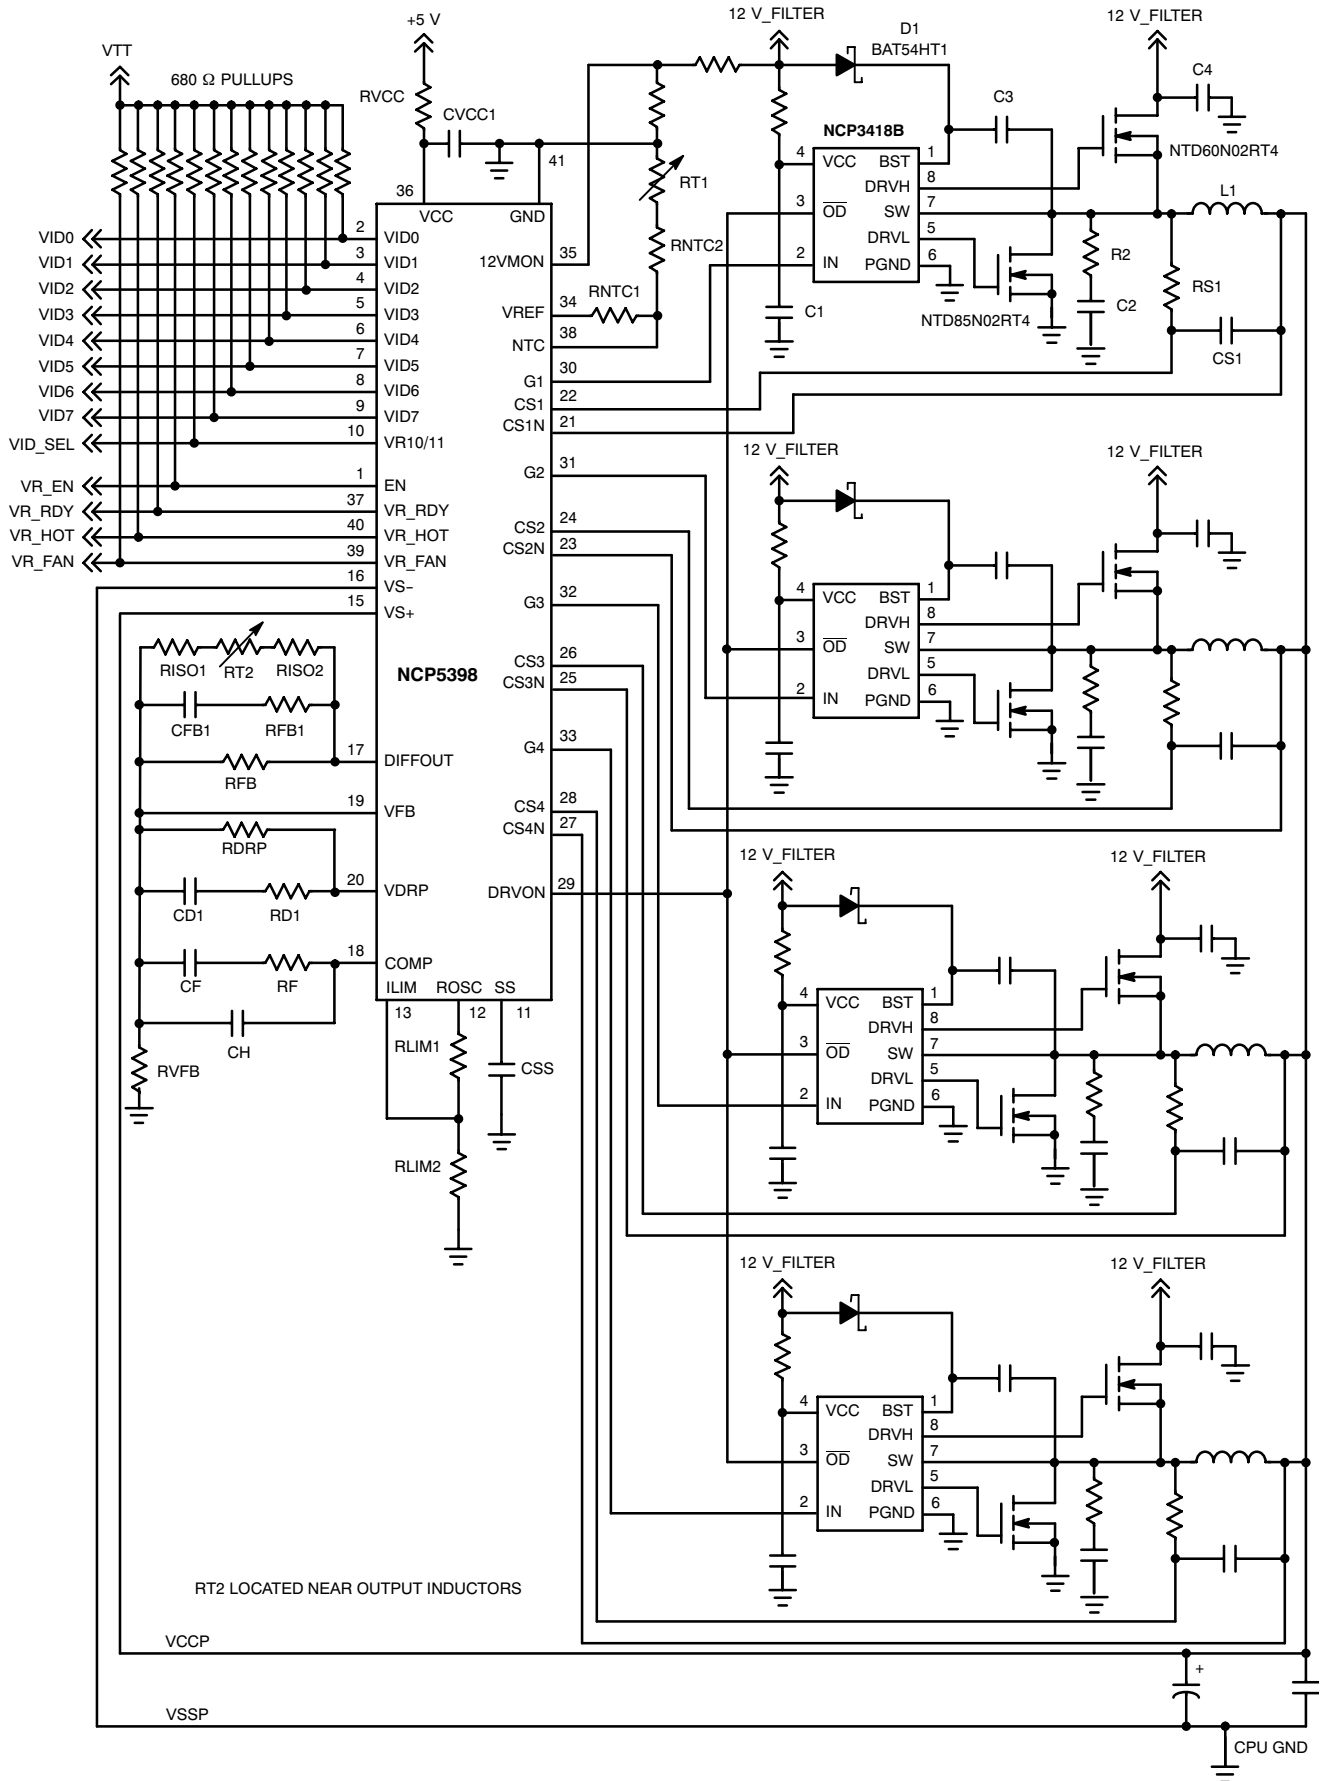 12 V_FILTER
12 V_FILTER
+5 V
D1
BAT54HT1
VTT
680 Ω PULLUPS
RVCC
CVCC1
C3
C4
NCP3418B
NTD60N02RT4
41
RT1
36
VCC
GND
4
VCC
BST
1
DRVH
8
3
OD
SW
7
DRVL
5
2
IN
PGND
6
L1
R2
C2
RS1
CS1
C1
NTD85N02RT4
RNTC2
RNTC1
VID0
2
VID0
VID1
3
VID1
VID2
4
VID2
VID3
5
VID3
VID4
6
VID4
VID5
7
VID5
VID6
8
VID6
VID7
9
VID7
VID_SEL
10
VR10/11
VR_EN
1
EN
VR_RDY
37
VR_RDY
VR_HOT
40
VR_HOT
VR_FAN
39
VR_FAN
16
VS−
15
VS+
12VMON
35
VREF
34
NTC
38
G1
30
CS1
22
CS1N
21
G2
31
CS2
24
CS2N
23
G3
32
CS3
26
CS3N
25
G4
33
CS4
28
CS4N
27
DRVON
29
NCP5398
RISO1
RT2
RISO2
CFB1
RFB1
17
DIFFOUT
RFB
19
VFB
RDRP
20
VDRP
CD1
RD1
18
COMP
CF
RF
CH
RVFB
ILIM
ROSC
SS
13
12
11
RLIM1
CSS
RLIM2
12 V_FILTER
12 V_FILTER
4
VCC
BST
1
DRVH
8
3
OD
SW
7
DRVL
5
2
IN
PGND
6
12 V_FILTER
12 V_FILTER
4
VCC
BST
1
DRVH
8
3
OD
SW
7
DRVL
5
2
IN
PGND
6
12 V_FILTER
12 V_FILTER
4
VCC
BST
1
DRVH
8
3
OD
SW
7
DRVL
5
2
IN
PGND
6
RT2 LOCATED NEAR OUTPUT INDUCTORS
VCCP
+
VSSP
CPU GND